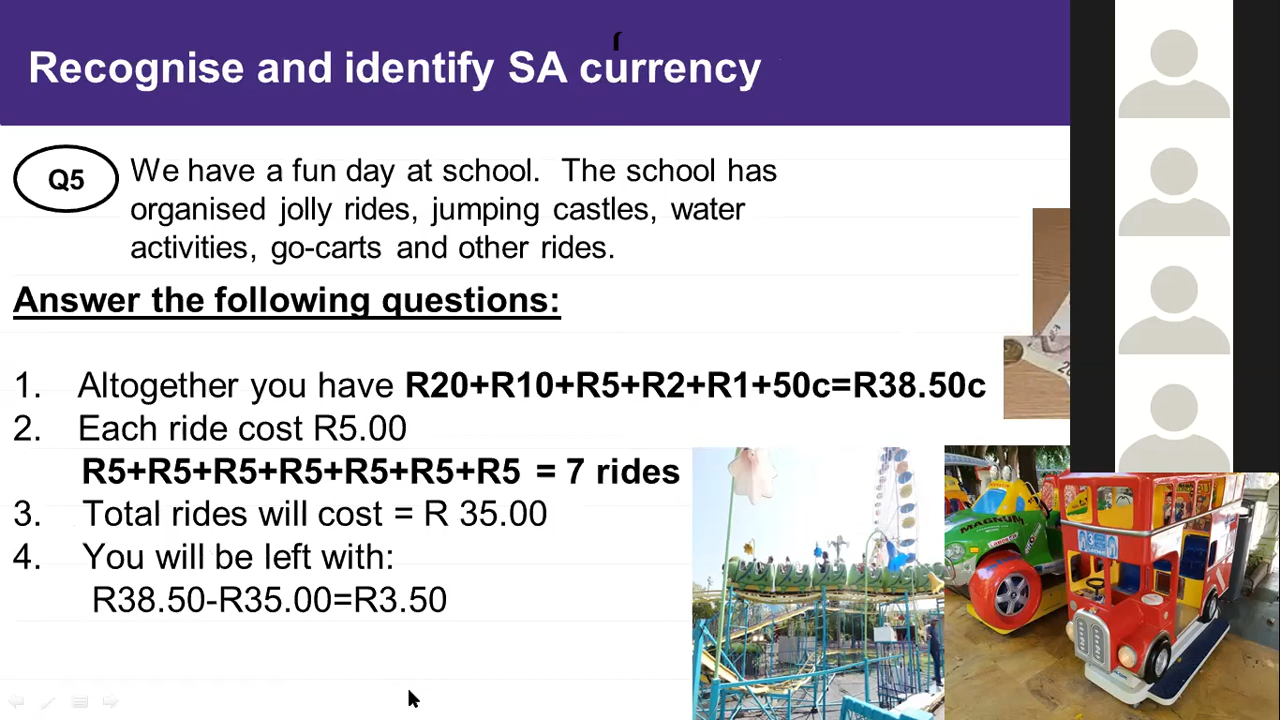 Recognise and identify SA currency
Q5
We have a fun day at school. The school has
organised jolly rides, jumping castles, water
activities, go-carts and other rides.
Answer the following questions:
1. Altogether you have R20+R10+R5+R2+R1+50c=R38.50c
2. Each ride cost R5.00
R5+R5+R5+R5+R5+R5+R5 = 7 rides
3. Total rides will cost = R 35.00
4. You will be left with:
R38.50-R35.00=R3.50
MAGNUM